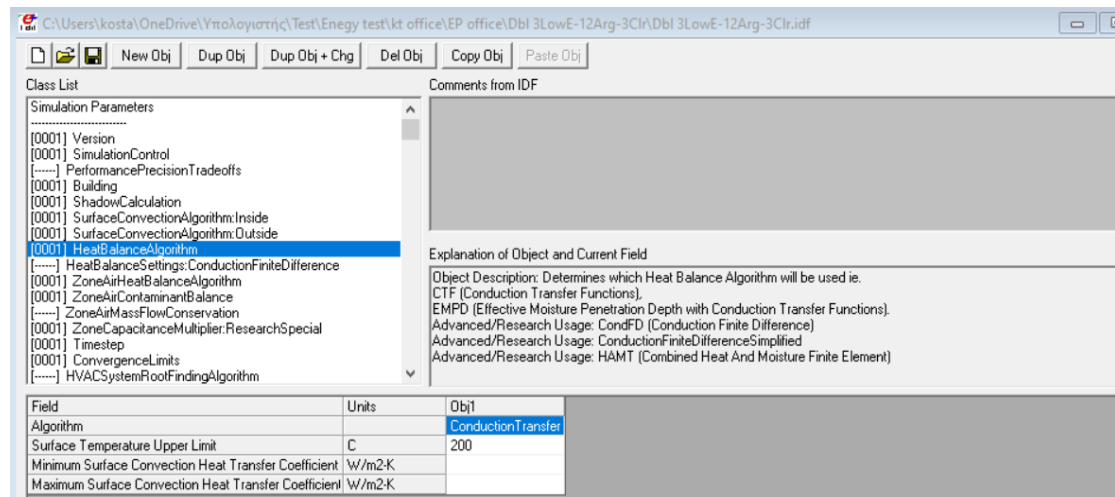 C:\Users\kosta\OneDrive\Υπολογιστής\Test\Enegy test\kt office\EP office\Dbl 3LowE-12Arg-3Clr\Dbl 3LowE-12Arg-3Clr.idf
New Obj Dup Obj Dup Obj + Chg Del Obj Copy Obj Paste Obj
Class List
Comments from IDF
Simulation Parameters
-------------------------
[0001] Version
[0001] SimulationControl
[------] PerformancePrecisionTradeoffs
[0001] Building
[0001] ShadowCalculation
[0001] SurfaceConvectionAlgorithm:Inside
[0001] SurfaceConvectionAlgorithm:Outside
[0001] HeatBalanceAlgorithm
[------] HeatBalanceSettings:ConductionFiniteDifference
[0001] ZoneAirHeatBalanceAlgorithm
[0001] ZoneAirContaminantBalance
[------] ZoneAirMassFlowConservation
[0001] ZoneCapacitanceMultiplier:ResearchSpecial
[0001] Timestep
[0001] ConvergenceLimits
[------] HVACSystemRootFindingAlgorithm
Explanation of Object and Current Field
Object Description: Determines which Heat Balance Algorithm will be used ie.
CTF (Conduction Transfer Functions),
EMPD (Effective Moisture Penetration Depth with Conduction Transfer Functions).
Advanced/Research Usage: CondFD (Conduction Finite Difference)
Advanced/Research Usage: ConductionFiniteDifferenceSimplified
Advanced/Research Usage: HAMT (Combined Heat And Moisture Finite Element)
Field Units Obj1
Algorithm ConductionTransfer
Surface Temperature Upper Limit C 200
Minimum Surface Convection Heat Transfer Coefficient W/m2-K
Maximum Surface Convection Heat Transfer Coefficient W/m2-K